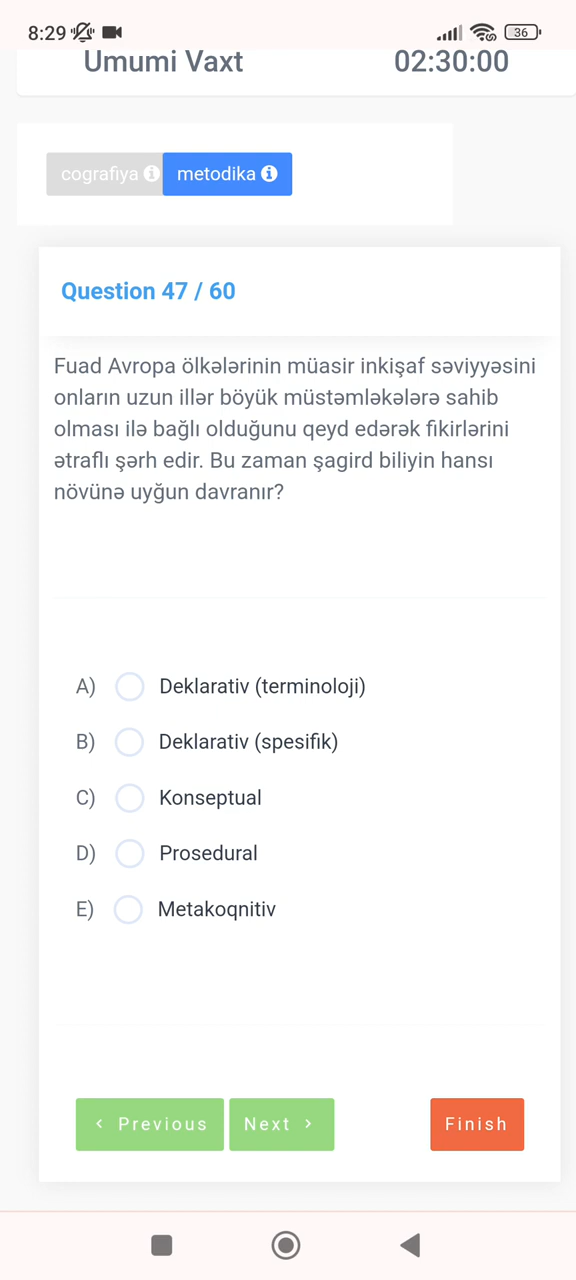 8:29 36
Ümumi Vaxt 02:30:00
cografiya metodika
Question 47 / 60
Fuad Avropa ölkələrinin müasir inkişaf səviyyəsini
onların uzun illər böyük müstəmləkələrə sahib
olması ilə bağlı olduğunu qeyd edərək fikirlərini
ətraflı şərh edir. Bu zaman şagird biliyin hansı
növünə uyğun davranır?
A) Deklarativ (terminoloji)
B) Deklarativ (spesifik)
C) Konseptual
D) Prosedural
E) Metakoqnitiv
‹ Previous Next › Finish